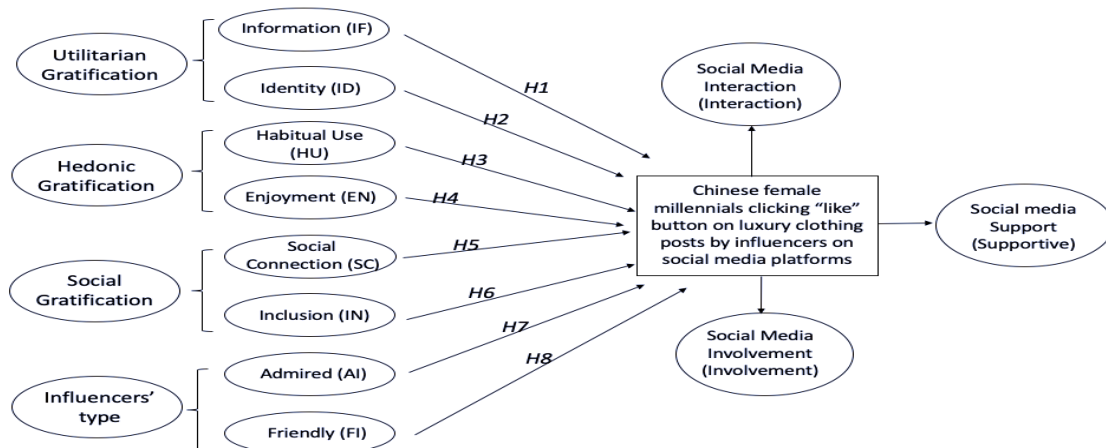 Utilitarian
Gratification
Information (IF)
Identity (ID)
Hedonic
Gratification
Habitual Use
(HU)
Enjoyment (EN)
Social
Gratification
Social
Connection (SC)
Inclusion (IN)
Influencers'
type
Admired (AI)
Friendly (FI)
H1
H2
H3
H4
H5
H6
H7
H8
Chinese female
millennials clicking “like”
button on luxury clothing
posts by influencers on
social media platforms
Social Media
Interaction
(Interaction)
Social media
Support
(Supportive)
Social Media
Involvement
(Involvement)